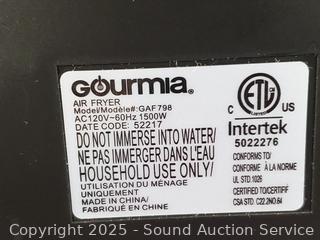 Gourmia®
AIR FRYER
Model/Modèle#:GAF798
AC120V~60Hz 1500W
DATE CODE: 52217
DO NOT IMMERSE INTO WATER/
NE PAS IMMERGER DANS L'EAU
HOUSEHOLD USE ONLY/
UTILISATION DU MÉNAGE
UNIQUEMENT
MADE IN CHINA/
FABRIQUÉ EN CHINE
ETL
C US
LISTED
Intertek
5022276
CONFORMS TO/
CONFORME À LA NORME
UL STD.1026
CERTIFIED TO/CERTIFIF
CSA STD. C22.2NO.64
Copyright 2025 - Sound Auction Service